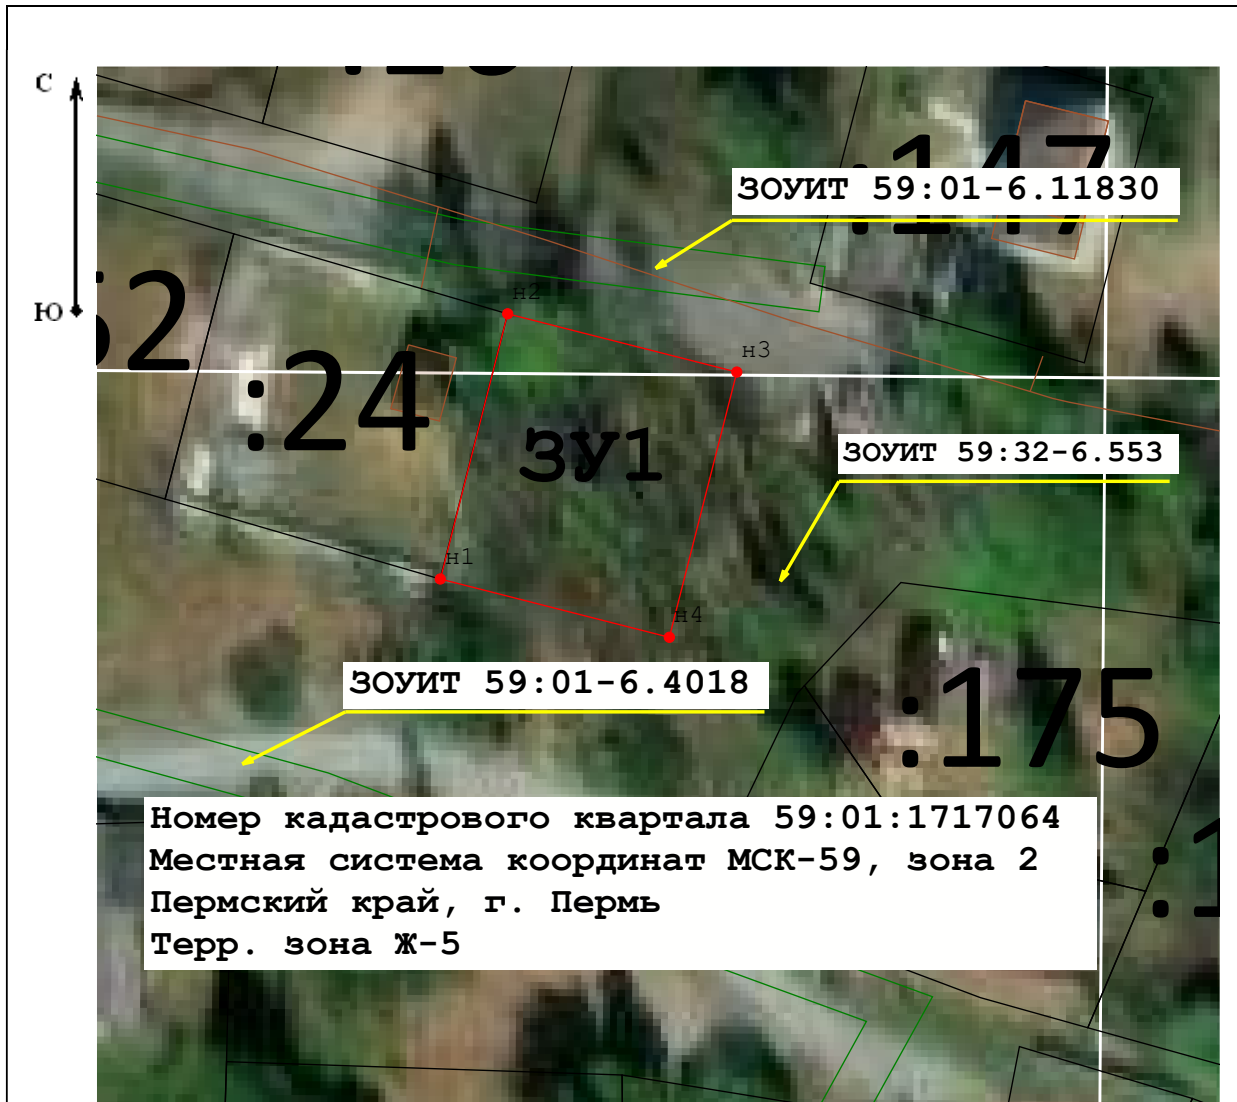 С
:147
ЗОУИТ 59:01-6.11830
Ю
н2
52
н3
:24
ЗУ1
ЗОУИТ 59:32-6.553
н1
н4
ЗОУИТ 59:01-6.4018
:175
Номер кадастрового квартала 59:01:1717064
Местная система координат МСК-59, зона 2
Пермский край, г. Пермь
Терр. зона Ж-5
:1